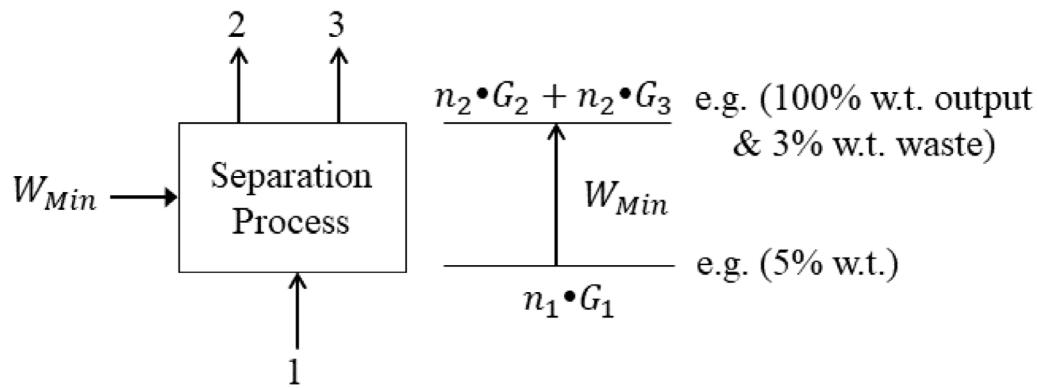 2 3
n₂•G₂ + n₂•G₃ e.g. (100% w.t. output
& 3% w.t. waste)
Separation
Process
W_Min
W_Min
e.g. (5% w.t.)
n₁•G₁
1